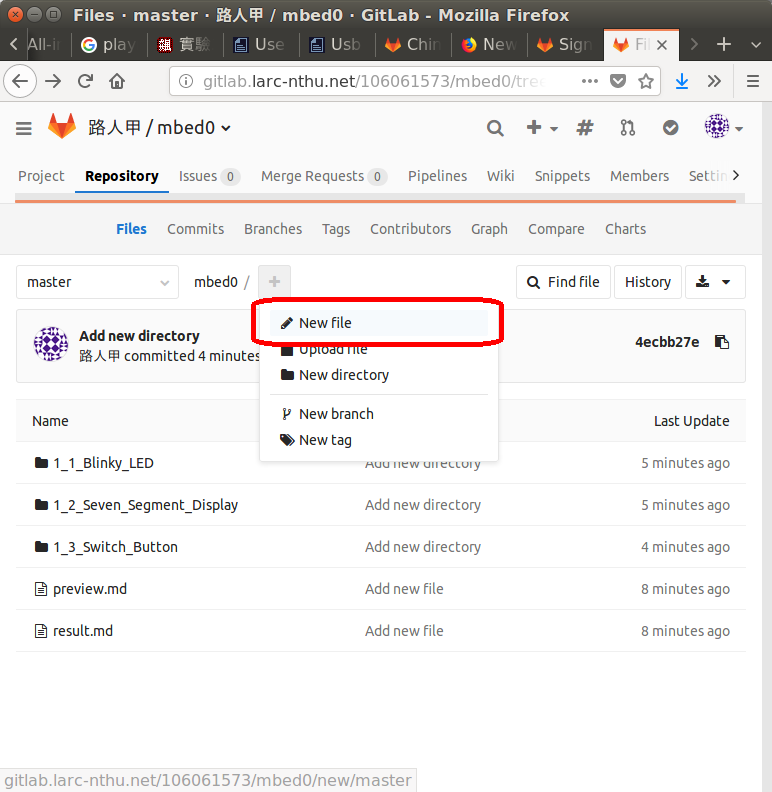 Files · master · 路人甲 / mbed0 · GitLab - Mozilla Firefox
All-i play 實驗 Use Usb Chin New Sign Fi
gitlab.larc-nthu.net/106061573/mbed0/tree
路人甲 / mbed0
Project Repository Issues 0 Merge Requests 0 Pipelines Wiki Snippets Members Settin
Files Commits Branches Tags Contributors Graph Compare Charts
master mbed0 / + Find file History
New file
Add new directory
4ecbb27e
路人甲 committed 4 minutes
Upload file
New directory
New branch
New tag
Name Last Update
1_1_Blinky_LED Add new directory 5 minutes ago
1_2_Seven_Segment_Display Add new directory 5 minutes ago
1_3_Switch_Button Add new directory 4 minutes ago
preview.md Add new file 8 minutes ago
result.md Add new file 8 minutes ago
gitlab.larc-nthu.net/106061573/mbed0/new/master